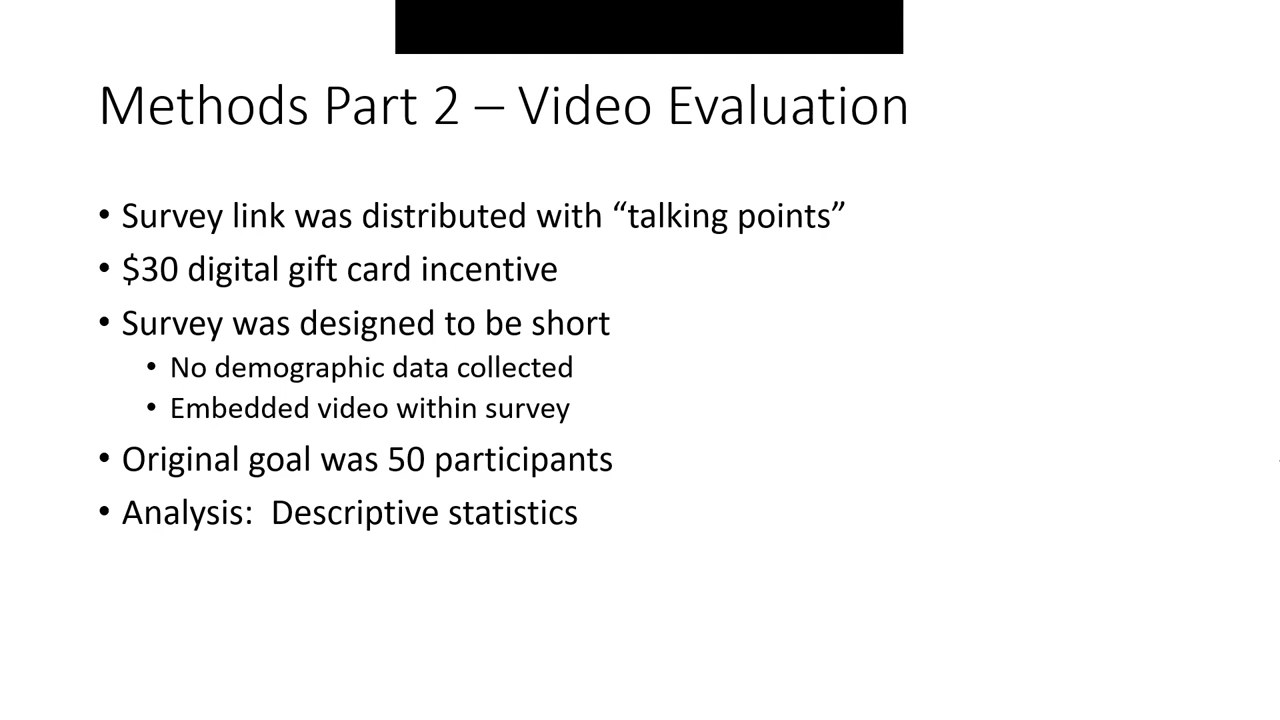 Methods Part 2 – Video Evaluation
• Survey link was distributed with “talking points”
• $30 digital gift card incentive
• Survey was designed to be short
• No demographic data collected
• Embedded video within survey
• Original goal was 50 participants
• Analysis:  Descriptive statistics